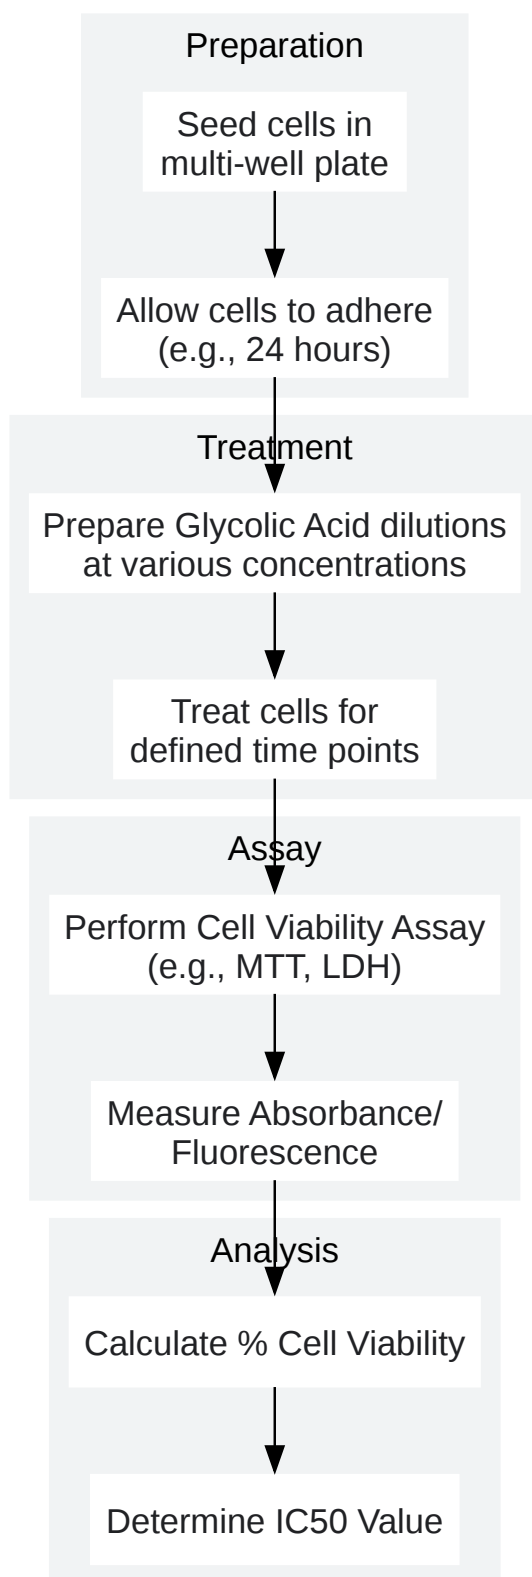 Preparation
Seed cells in
multi-well plate
Allow cells to adhere
(e.g., 24 hours)
Treatment
Prepare Glycolic Acid dilutions
at various concentrations
Treat cells for
defined time points
Assay
Perform Cell Viability Assay
(e.g., MTT, LDH)
Measure Absorbance/
Fluorescence
Analysis
Calculate % Cell Viability
Determine IC50 Value